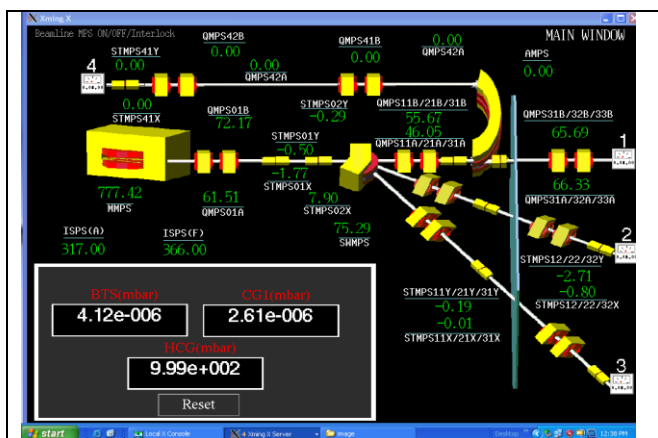 Xming X
Beamline MPS ON/OFF/Interlock
MAIN WINDOW
QMPS42B
0.00
QMPS41B
0.00
0.00
QMPS42A
STMPS41Y
0.00
0.00
QMPS42A
AMPS
0.00
4
0.00
STMPS41X
QMPS01B
72.17
STMPS02Y
-0.29
QMPS11B/21B/31B
55.67
46.05
QMPS11A/21A/31A
QMPS31B/32B/33B
65.69
STMPS01Y
-0.50
-1.77
STMPS01X
1
777.42
MMPS
61.51
QMPS01A
7.90
STMPS02X
66.33
QMPS31A/32A/33A
75.29
SWMPS
2
ISPS(A)
317.00
ISPS(F)
366.00
STMPS12/22/32Y
-2.71
-0.80
STMPS12/22/32X
STMPS11Y/21Y/31Y
-0.19
-0.01
STMPS11X/21X/31X
3
BTS(mbar)
4.12e-006
CG1(mbar)
2.61e-006
HCG(mbar)
9.99e+002
Reset
start
Local X Console
4 Xming X Server
image
Desktop
12:38 PM